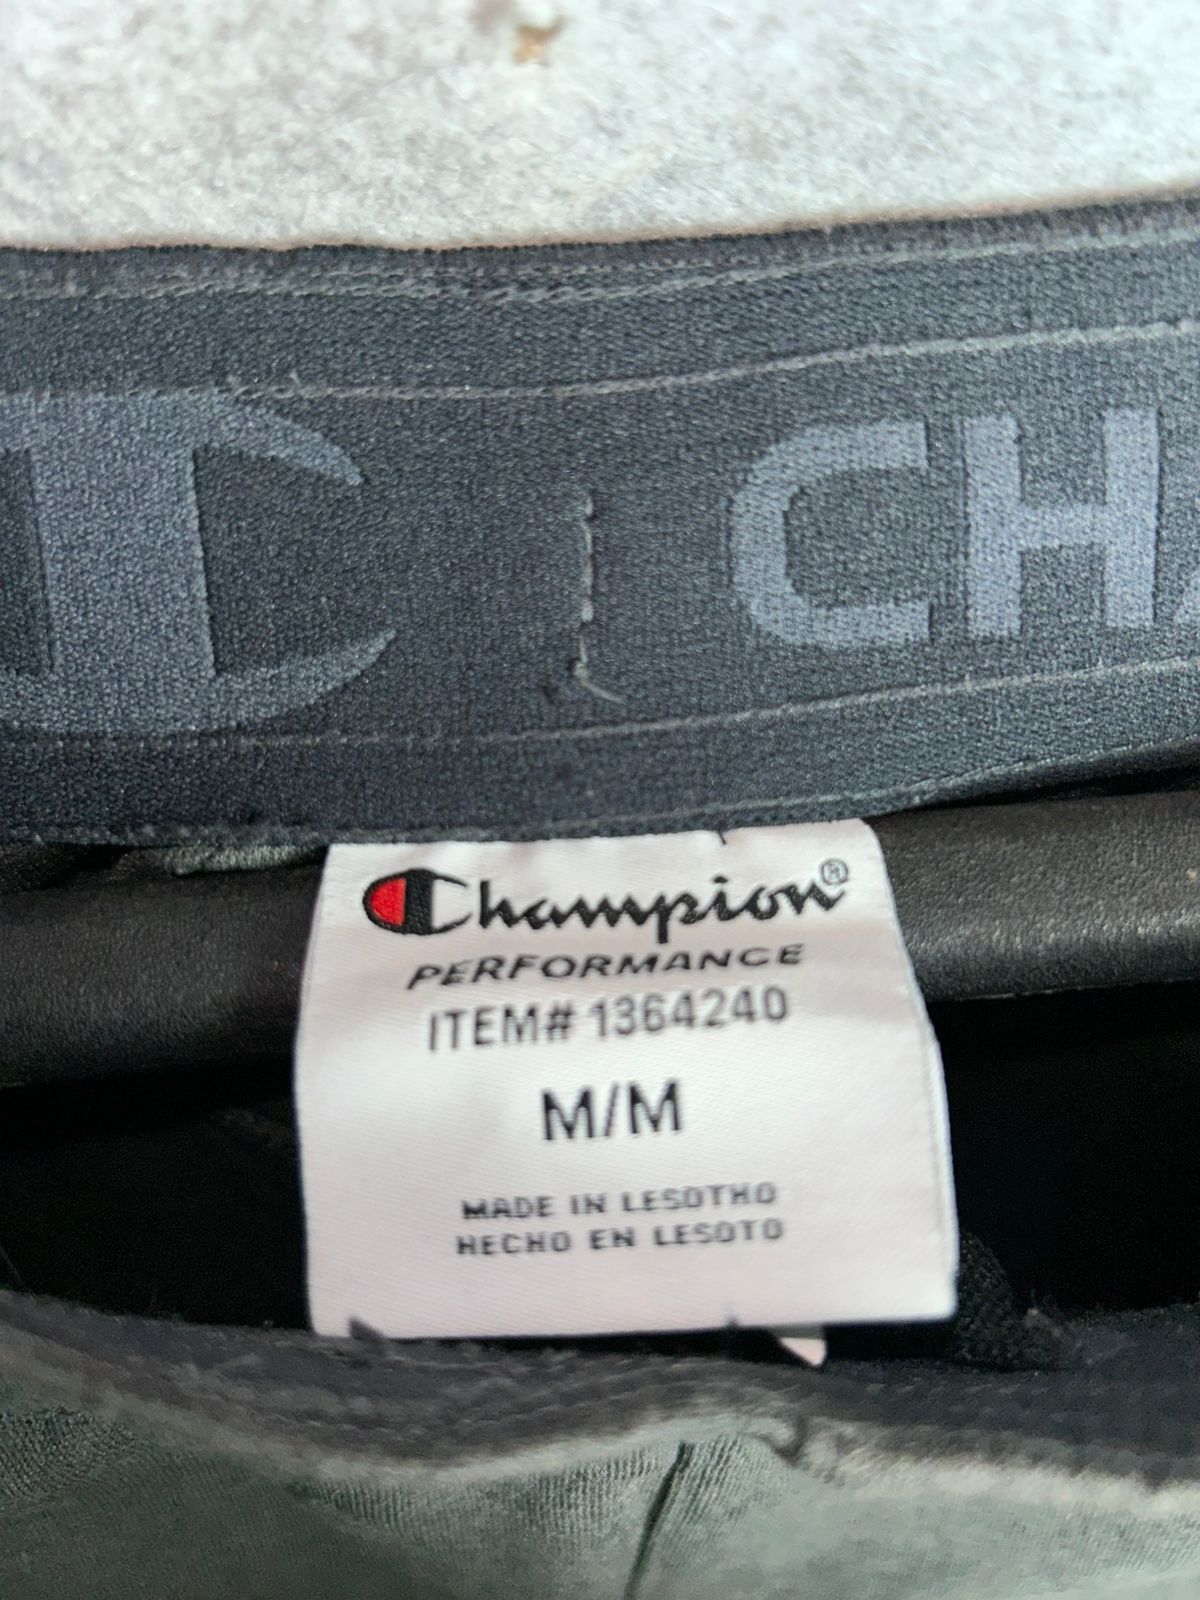 CH
Champion®
PERFORMANCE
ITEM# 1364240
M/M
MADE IN LESOTHO
HECHO EN LESOTO